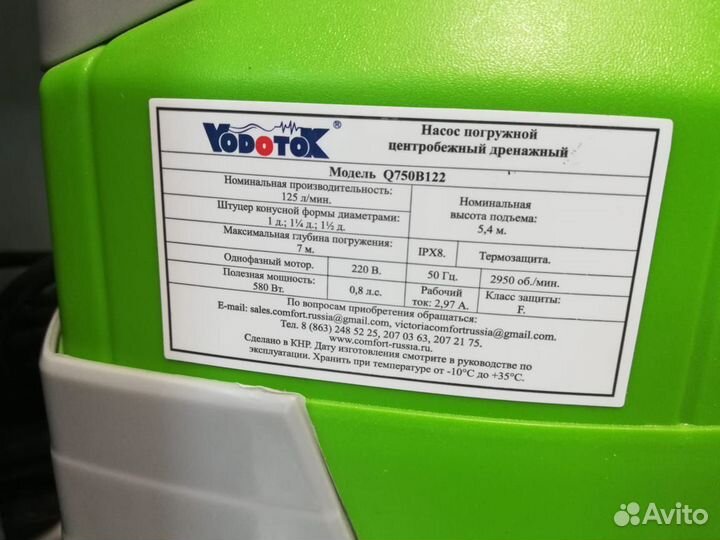 VODOTOK®
Насос погружной
центробежный дренажный
Модель Q750B122
Номинальная производительность:
125 л/мин.
Номинальная
высота подъема:
5,4 м.
Штуцер конусной формы диаметрами:
1 д.; 1¼ д.; 1½ д.
Максимальная глубина погружения:
7 м.
IPX8.
Термозащита.
Однофазный мотор.
220 В.
50 Гц.
2950 об./мин.
Полезная мощность:
580 Вт.
0,8 л.с.
Рабочий
ток: 2,97 А.
Класс защиты:
F.
По вопросам приобретения обращаться:
E-mail: sales.comfort.russia@gmail.com, victoriacomfortrussia@gmail.com.
Тел. 8 (863) 248 52 25, 207 03 63, 207 21 75.
www.comfort-russia.ru.
Сделано в КНР. Дату изготовления смотрите в руководстве по
эксплуатации. Хранить при температуре от -10°С до +35°С.
Avito